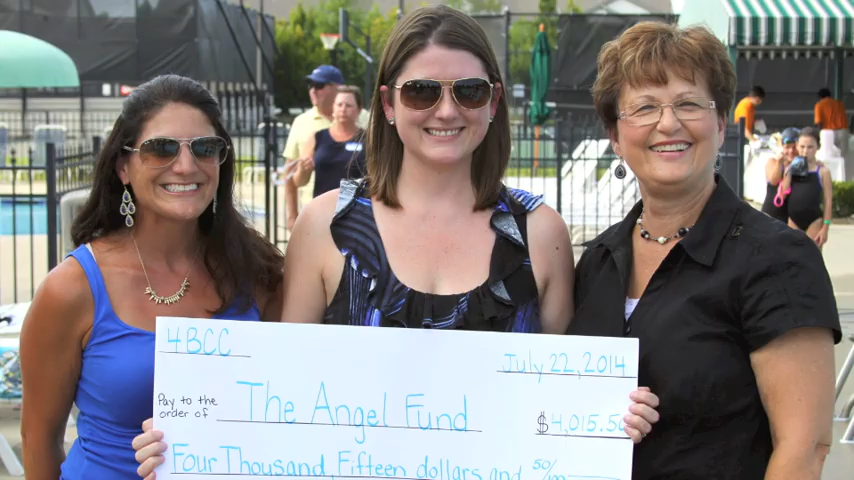 4BCC
July 22, 2014
Pay to the
order of The Angel Fund $4,015.50
Four Thousand, Fifteen dollars and 50/100